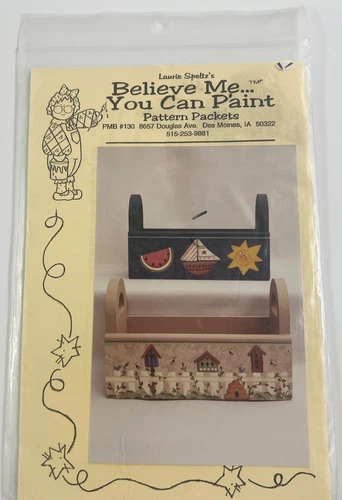 Laurie Speltz's
Believe Me... TM
You Can Paint
Pattern Packets
PMB #130 8657 Douglas Ave. Des Moines, IA 50322
515-253-9881